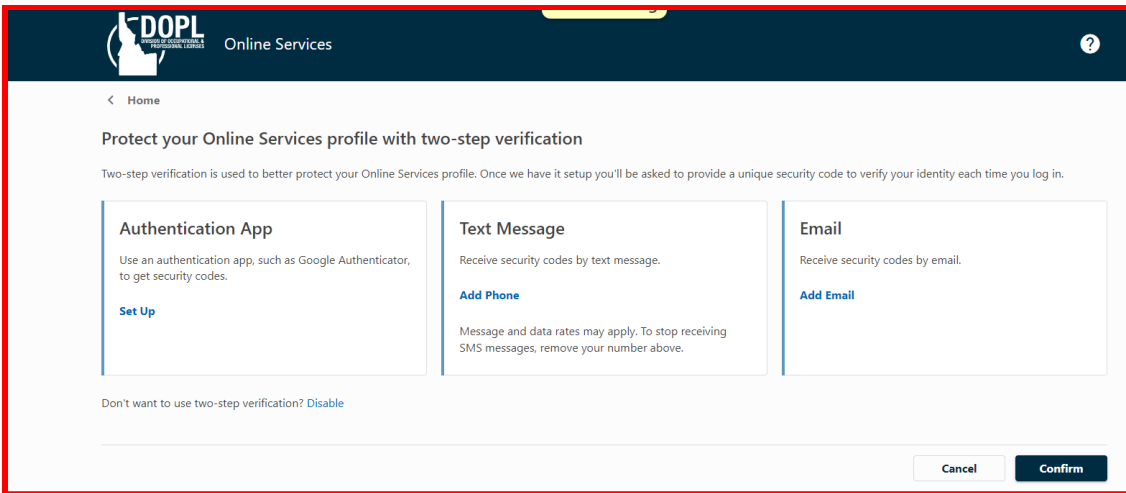 DOPL
DIVISION OF OCCUPATIONAL &
PROFESSIONAL LICENSES
Online Services
?
< Home
Protect your Online Services profile with two-step verification
Two-step verification is used to better protect your Online Services profile. Once we have it setup you'll be asked to provide a unique security code to verify your identity each time you log in.
Authentication App
Use an authentication app, such as Google Authenticator,
to get security codes.
Set Up
Text Message
Receive security codes by text message.
Add Phone
Message and data rates may apply. To stop receiving
SMS messages, remove your number above.
Email
Receive security codes by email.
Add Email
Don't want to use two-step verification? Disable
Cancel
Confirm